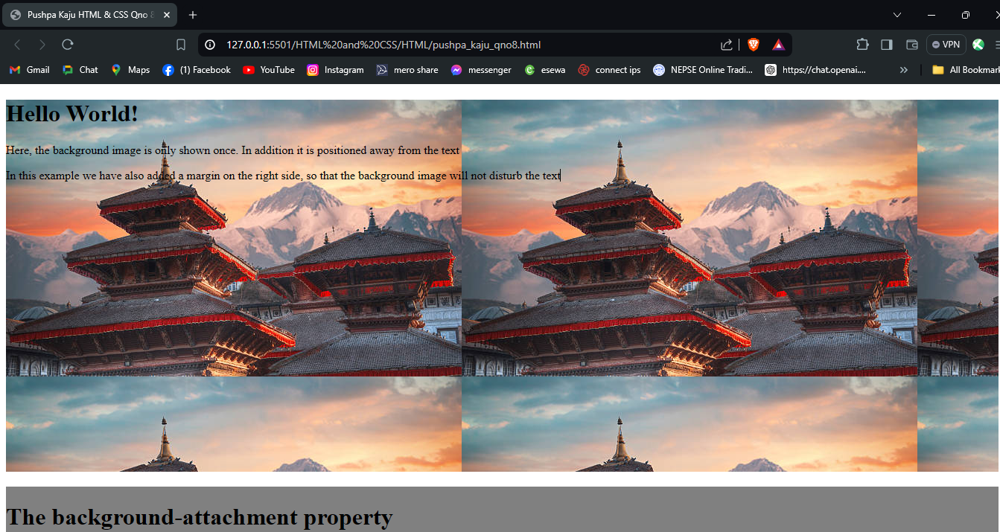 Pushpa Kaju HTML & CSS Qno 8
127.0.0.1:5501/HTML%20and%20CSS/HTML/pushpa_kaju_qno8.html
VPN
Gmail Chat Maps (1) Facebook YouTube Instagram mero share messenger esewa connect ips NEPSE Online Tradi... https://chat.openai.... » All Bookmark
Hello World!
Here, the background image is only shown once. In addition it is positioned away from the text
In this example we have also added a margin on the right side, so that the background image will not disturb the text
The background-attachment property